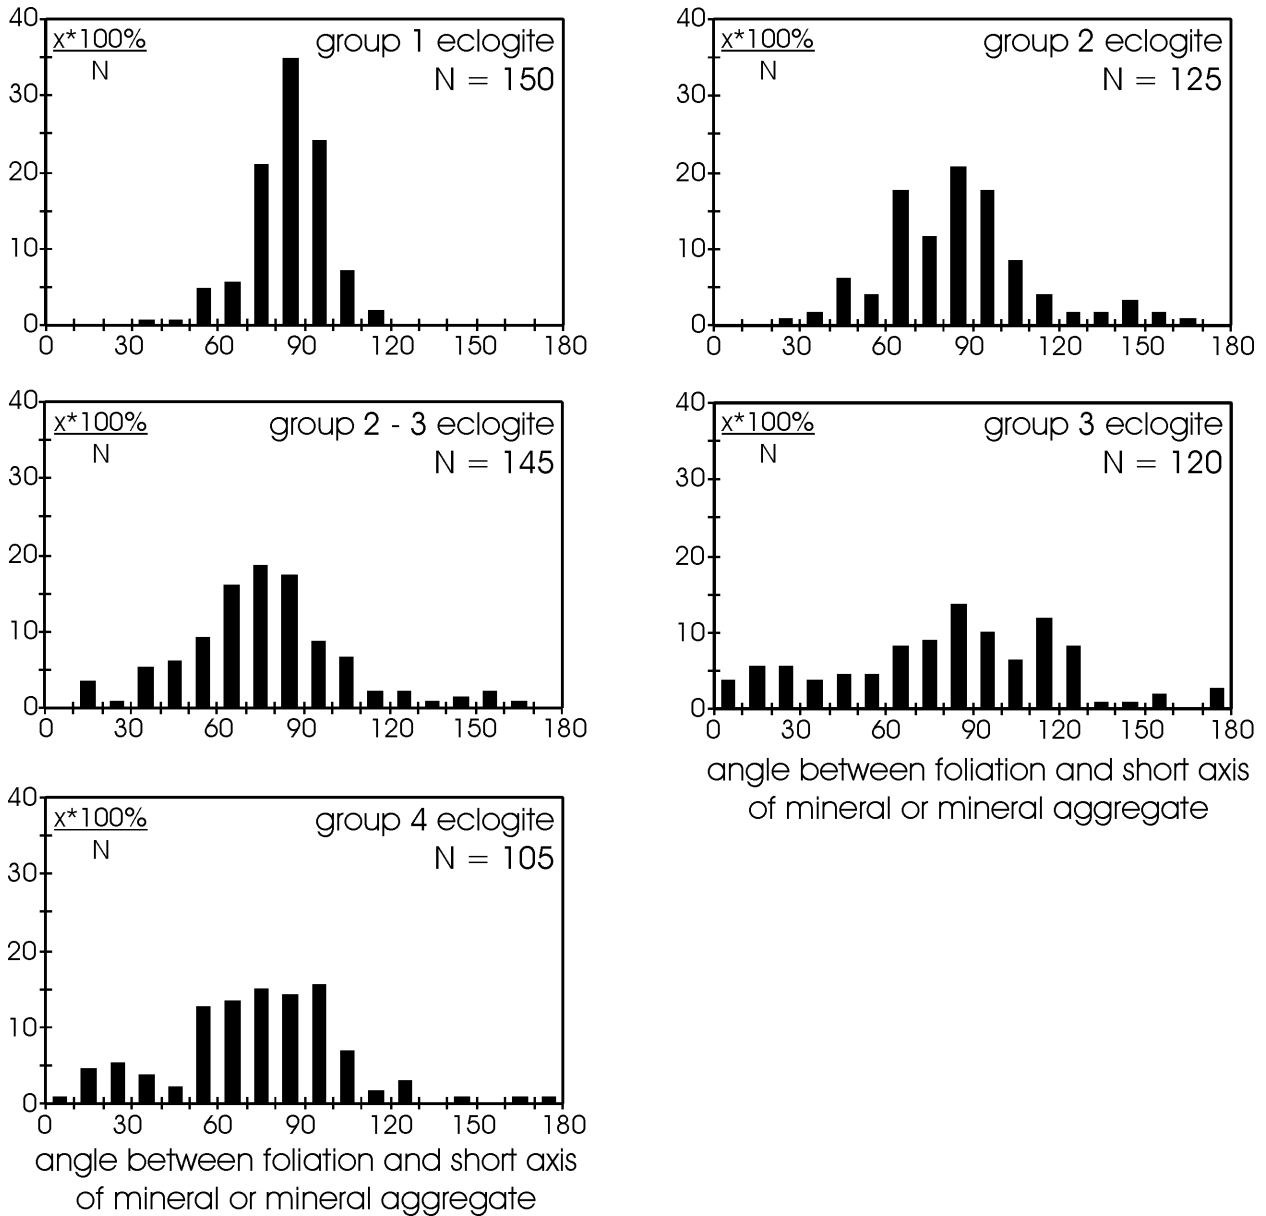 40
x*100%
group 1 eclogite
N
N = 150
30
20
10
0
0 30 60 90 120 150 180
40
x*100%
group 2 eclogite
N
N = 125
30
20
10
0
0 30 60 90 120 150 180
40
x*100%
group 2 - 3 eclogite
N
N = 145
30
20
10
0
0 30 60 90 120 150 180
40
x*100%
group 3 eclogite
N
N = 120
30
20
10
0
0 30 60 90 120 150 180
angle between foliation and short axis
of mineral or mineral aggregate
40
x*100%
group 4 eclogite
N
N = 105
30
20
10
0
0 30 60 90 120 150 180
angle between foliation and short axis
of mineral or mineral aggregate